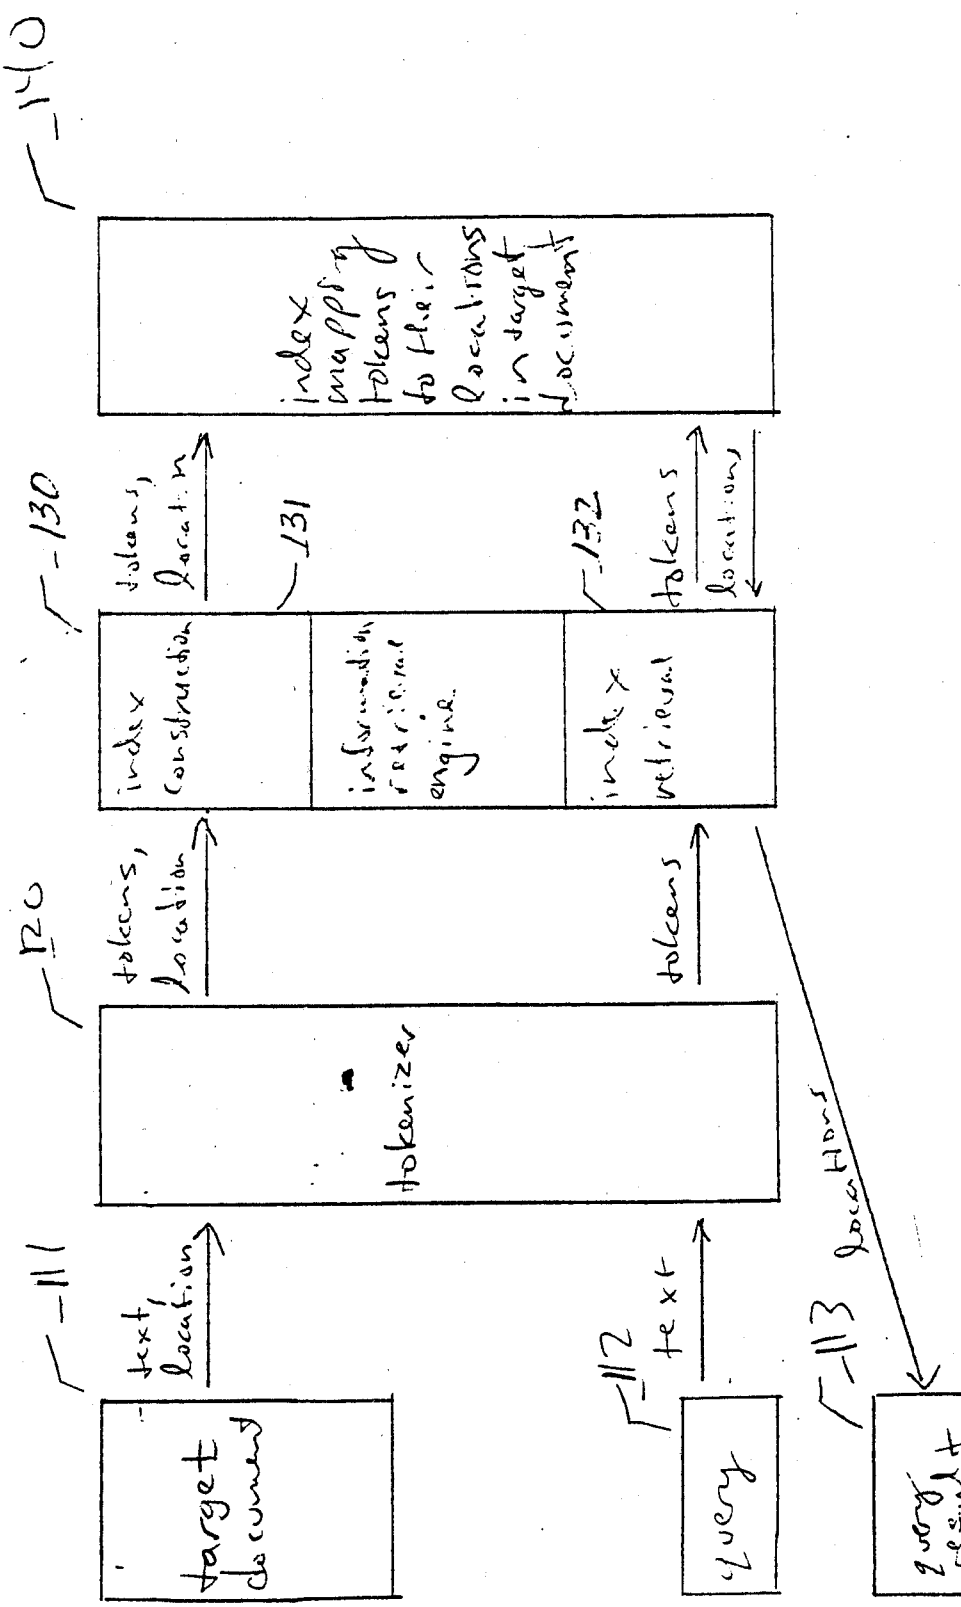 111
target
document
text,
location
120
tokenizer
tokens,
location
130
index
construction
131
information
retrieval
engine
index
retrieval
132
tokens,
location
140
index
mapping
tokens
to their
locations
in target
document
112
query
text
tokens
tokens
locations
113
query
result
locations